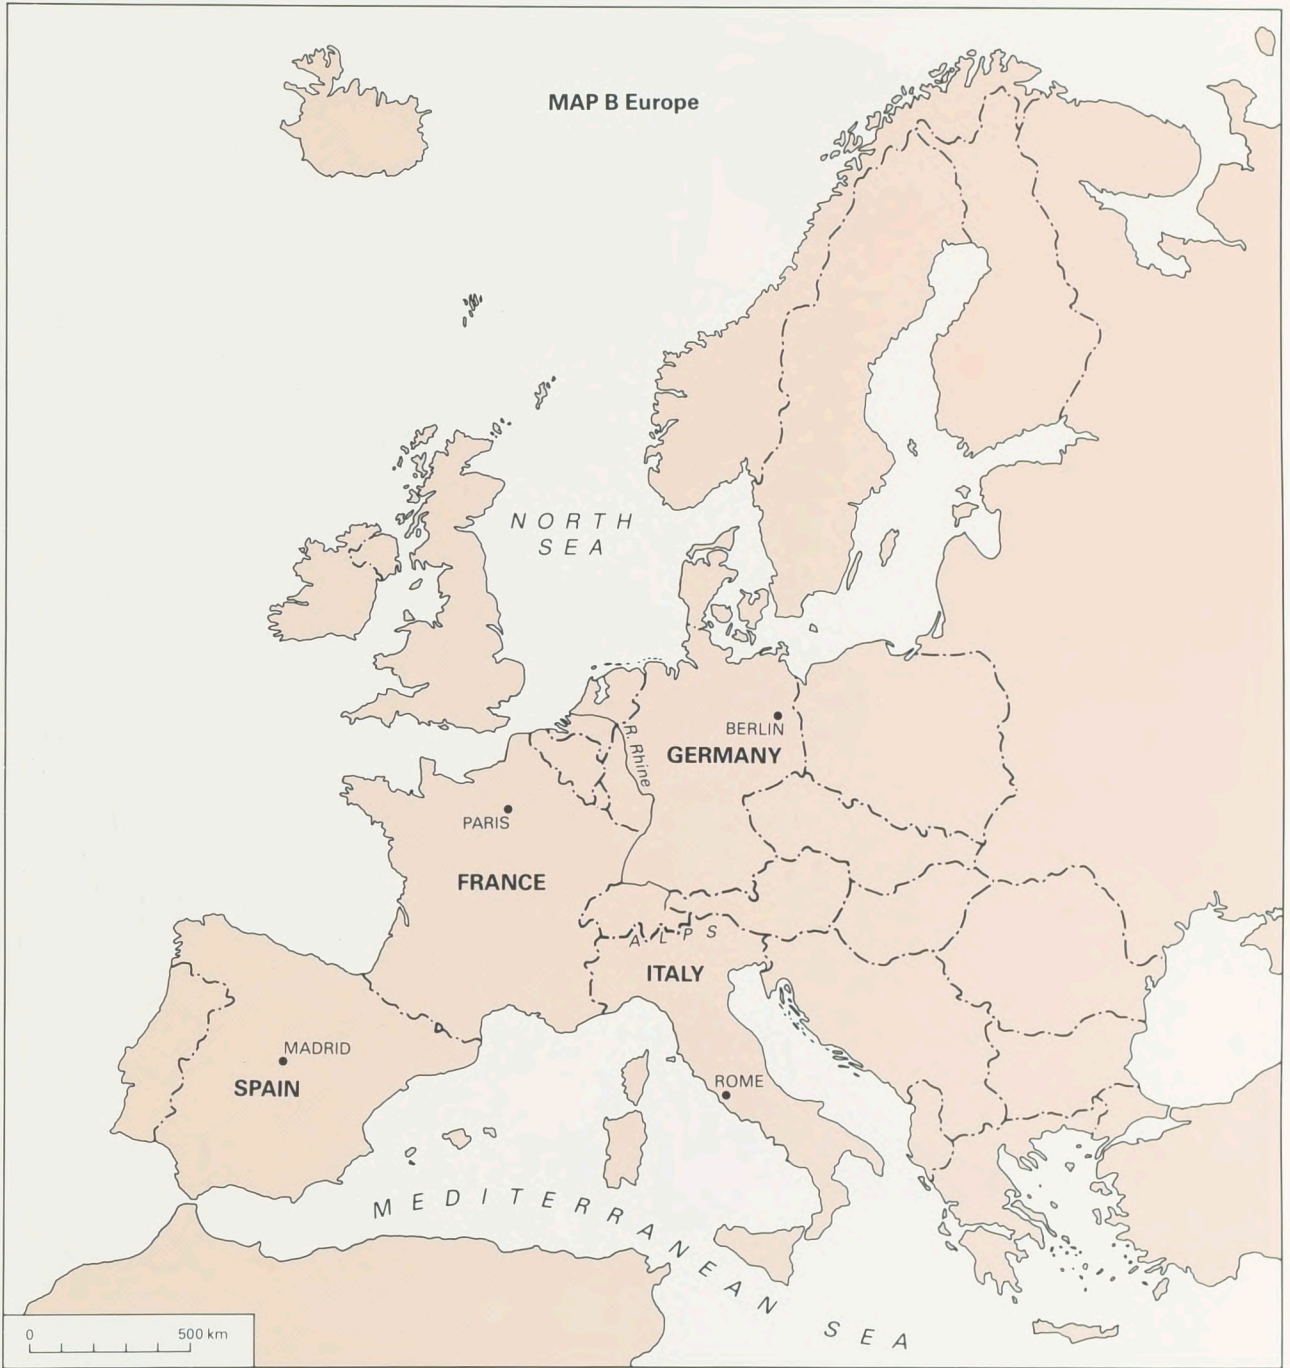 MAP B Europe
NORTH
SEA
BERLIN
GERMANY
R. Rhine
PARIS
FRANCE
ALPS
ITALY
MADRID
SPAIN
ROME
MEDITERRANEAN SEA
0 500 km